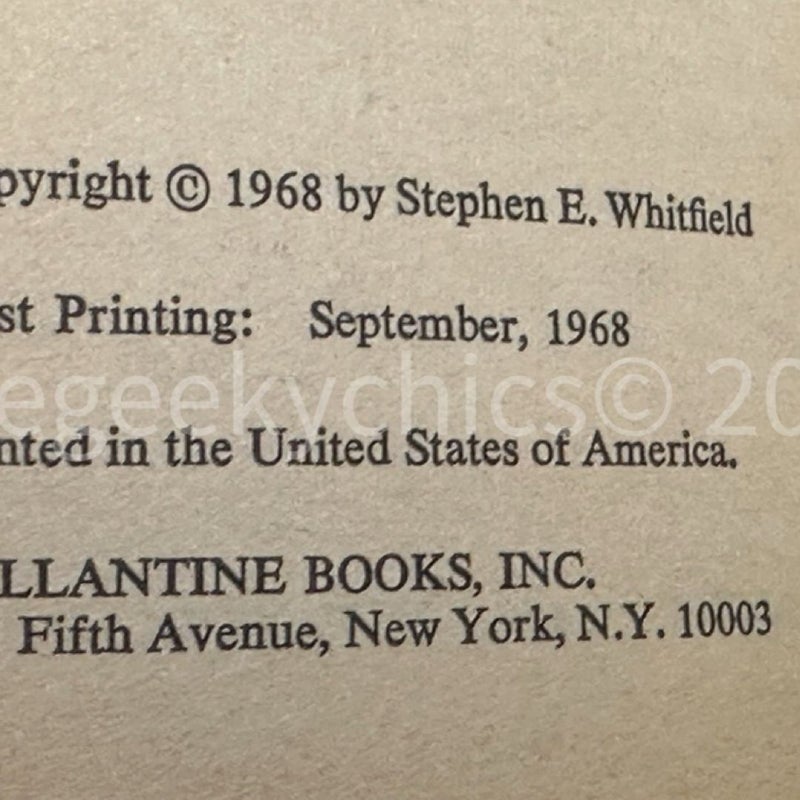 pyright © 1968 by Stephen E. Whitfield
st Printing: September, 1968
egeekychics© 20
nted in the United States of America.
LLANTINE BOOKS, INC.
Fifth Avenue, New York, N.Y. 10003